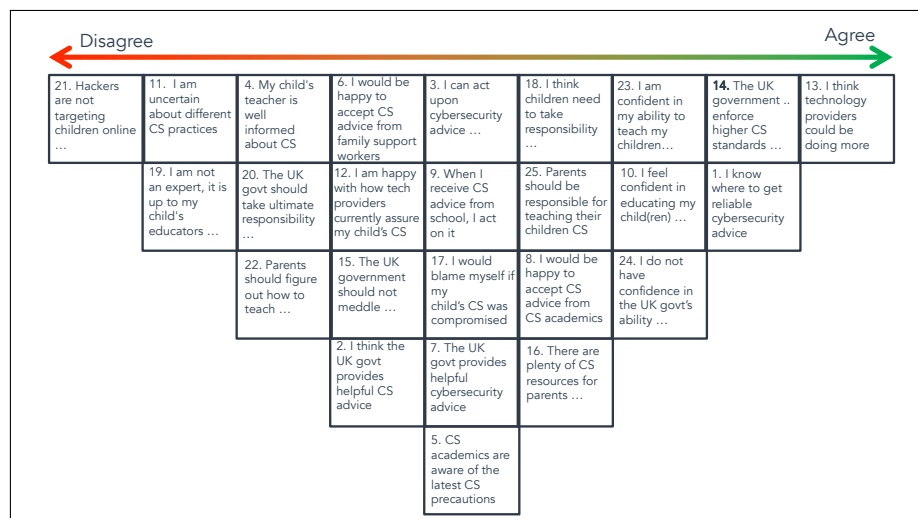 Disagree
Agree
21. Hackers
are not
targeting
children online
…
11. I am
uncertain
about different
CS practices
4. My child's
teacher is
well
informed
about CS
6. I would be
happy to
accept CS
advice from
family support
workers
3. I can act
upon
cybersecurity
advice …
18. I think
children need
to take
responsibility
…
23. I am
confident in
my ability to
teach my
children…
14. The UK
government ..
enforce
higher CS
standards …
13. I think
technology
providers
could be
doing more
19. I am not
an expert, it is
up to my
child's
educators …
20. The UK
govt should
take ultimate
responsibility
…
12. I am happy
with how tech
providers
currently assure
my child's CS
9. When I
receive CS
advice from
school, I act
on it
25. Parents
should be
responsible for
teaching their
children CS
10. I feel
confident in
educating my
child(ren) …
1. I know
where to get
reliable
cybersecurity
advice
22. Parents
should figure
out how to
teach …
15. The UK
government
should not
meddle …
17. I would
blame myself if
my
child's CS was
compromised
8. I would be
happy to
accept CS
advice from
CS academics
24. I do not
have
confidence in
the UK govt's
ability …
2. I think the
UK govt
provides
helpful CS
advice
7. The UK
govt provides
helpful
cybersecurity
advice
16. There are
plenty of CS
resources for
parents …
5. CS
academics are
aware of the
latest CS
precautions